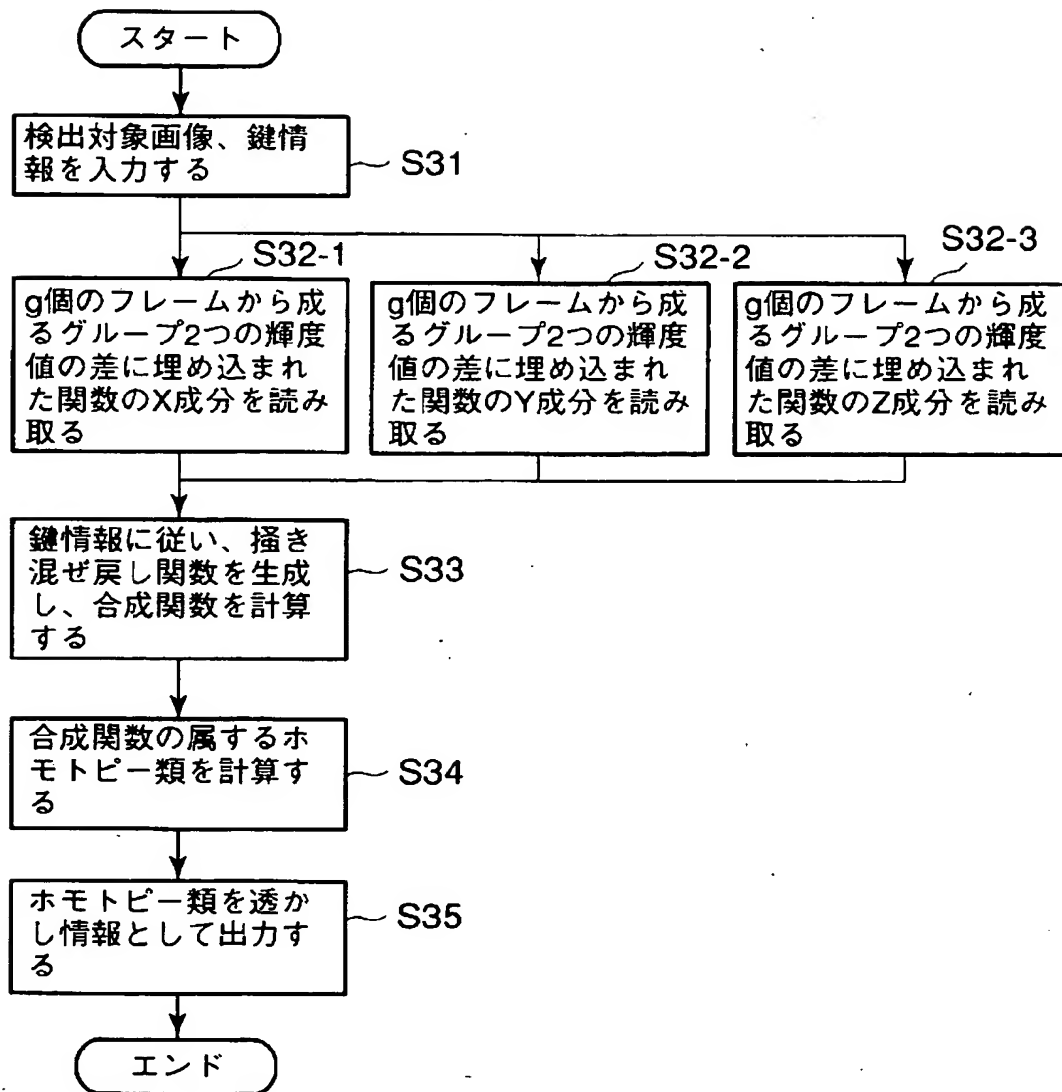 スタート
検出対象画像、鍵情
報を入力する
S31
S32-1
S32-2
S32-3
g個のフレームから成
るグループ2つの輝度
値の差に埋め込まれ
た関数のX成分を読み
取る
g個のフレームから成
るグループ2つの輝度
値の差に埋め込まれ
た関数のY成分を読み
取る
g個のフレームから成
るグループ2つの輝度
値の差に埋め込まれ
た関数のZ成分を読み
取る
鍵情報に従い、掻き
混ぜ戻し関数を生成
し、合成関数を計算
する
S33
合成関数の属するホ
モトピー類を計算す
る
S34
ホモトピー類を透か
し情報として出力す
る
S35
エンド